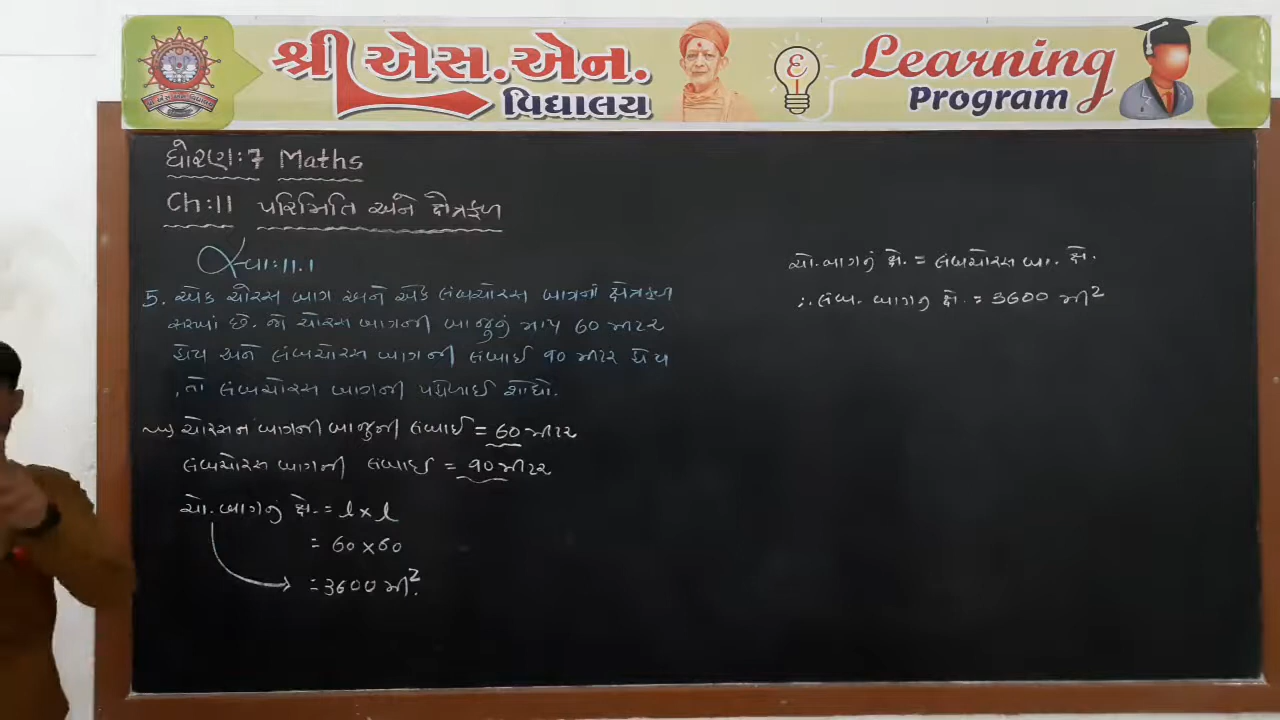 શ્રી એસ.એન.
વિદ્યાલય
Learning
Program
ધોરણ:7 Maths
Ch:11 પરિમિતિ અને ક્ષેત્રફળ
સ્વા:11.1
5. એક ચોરસ બાગ અને એક લંબચોરસ બાગનાં ક્ષેત્રફળ
સરખાં છે. જો ચોરસ બાગની બાજુનું માપ 60 મીટર
હોય અને લંબચોરસ બાગની લંબાઈ 90 મીટર હોય
,તો લંબચોરસ બાગની પહોળાઈ શોધો.
ચોરસનં બાગની બાજુની લંબાઈ = 60 મીટર
લંબચોરસ બાગની લંબાઈ = 90 મીટર
ચો. બાગનું ક્ષે. = l x l
= 60 x 60
= 3600 મી².
ચો. બાગનું ક્ષે. = લંબચોરસ બા. ક્ષે.
∴ લંબ. બાગનું ક્ષે. = 3600 મી²